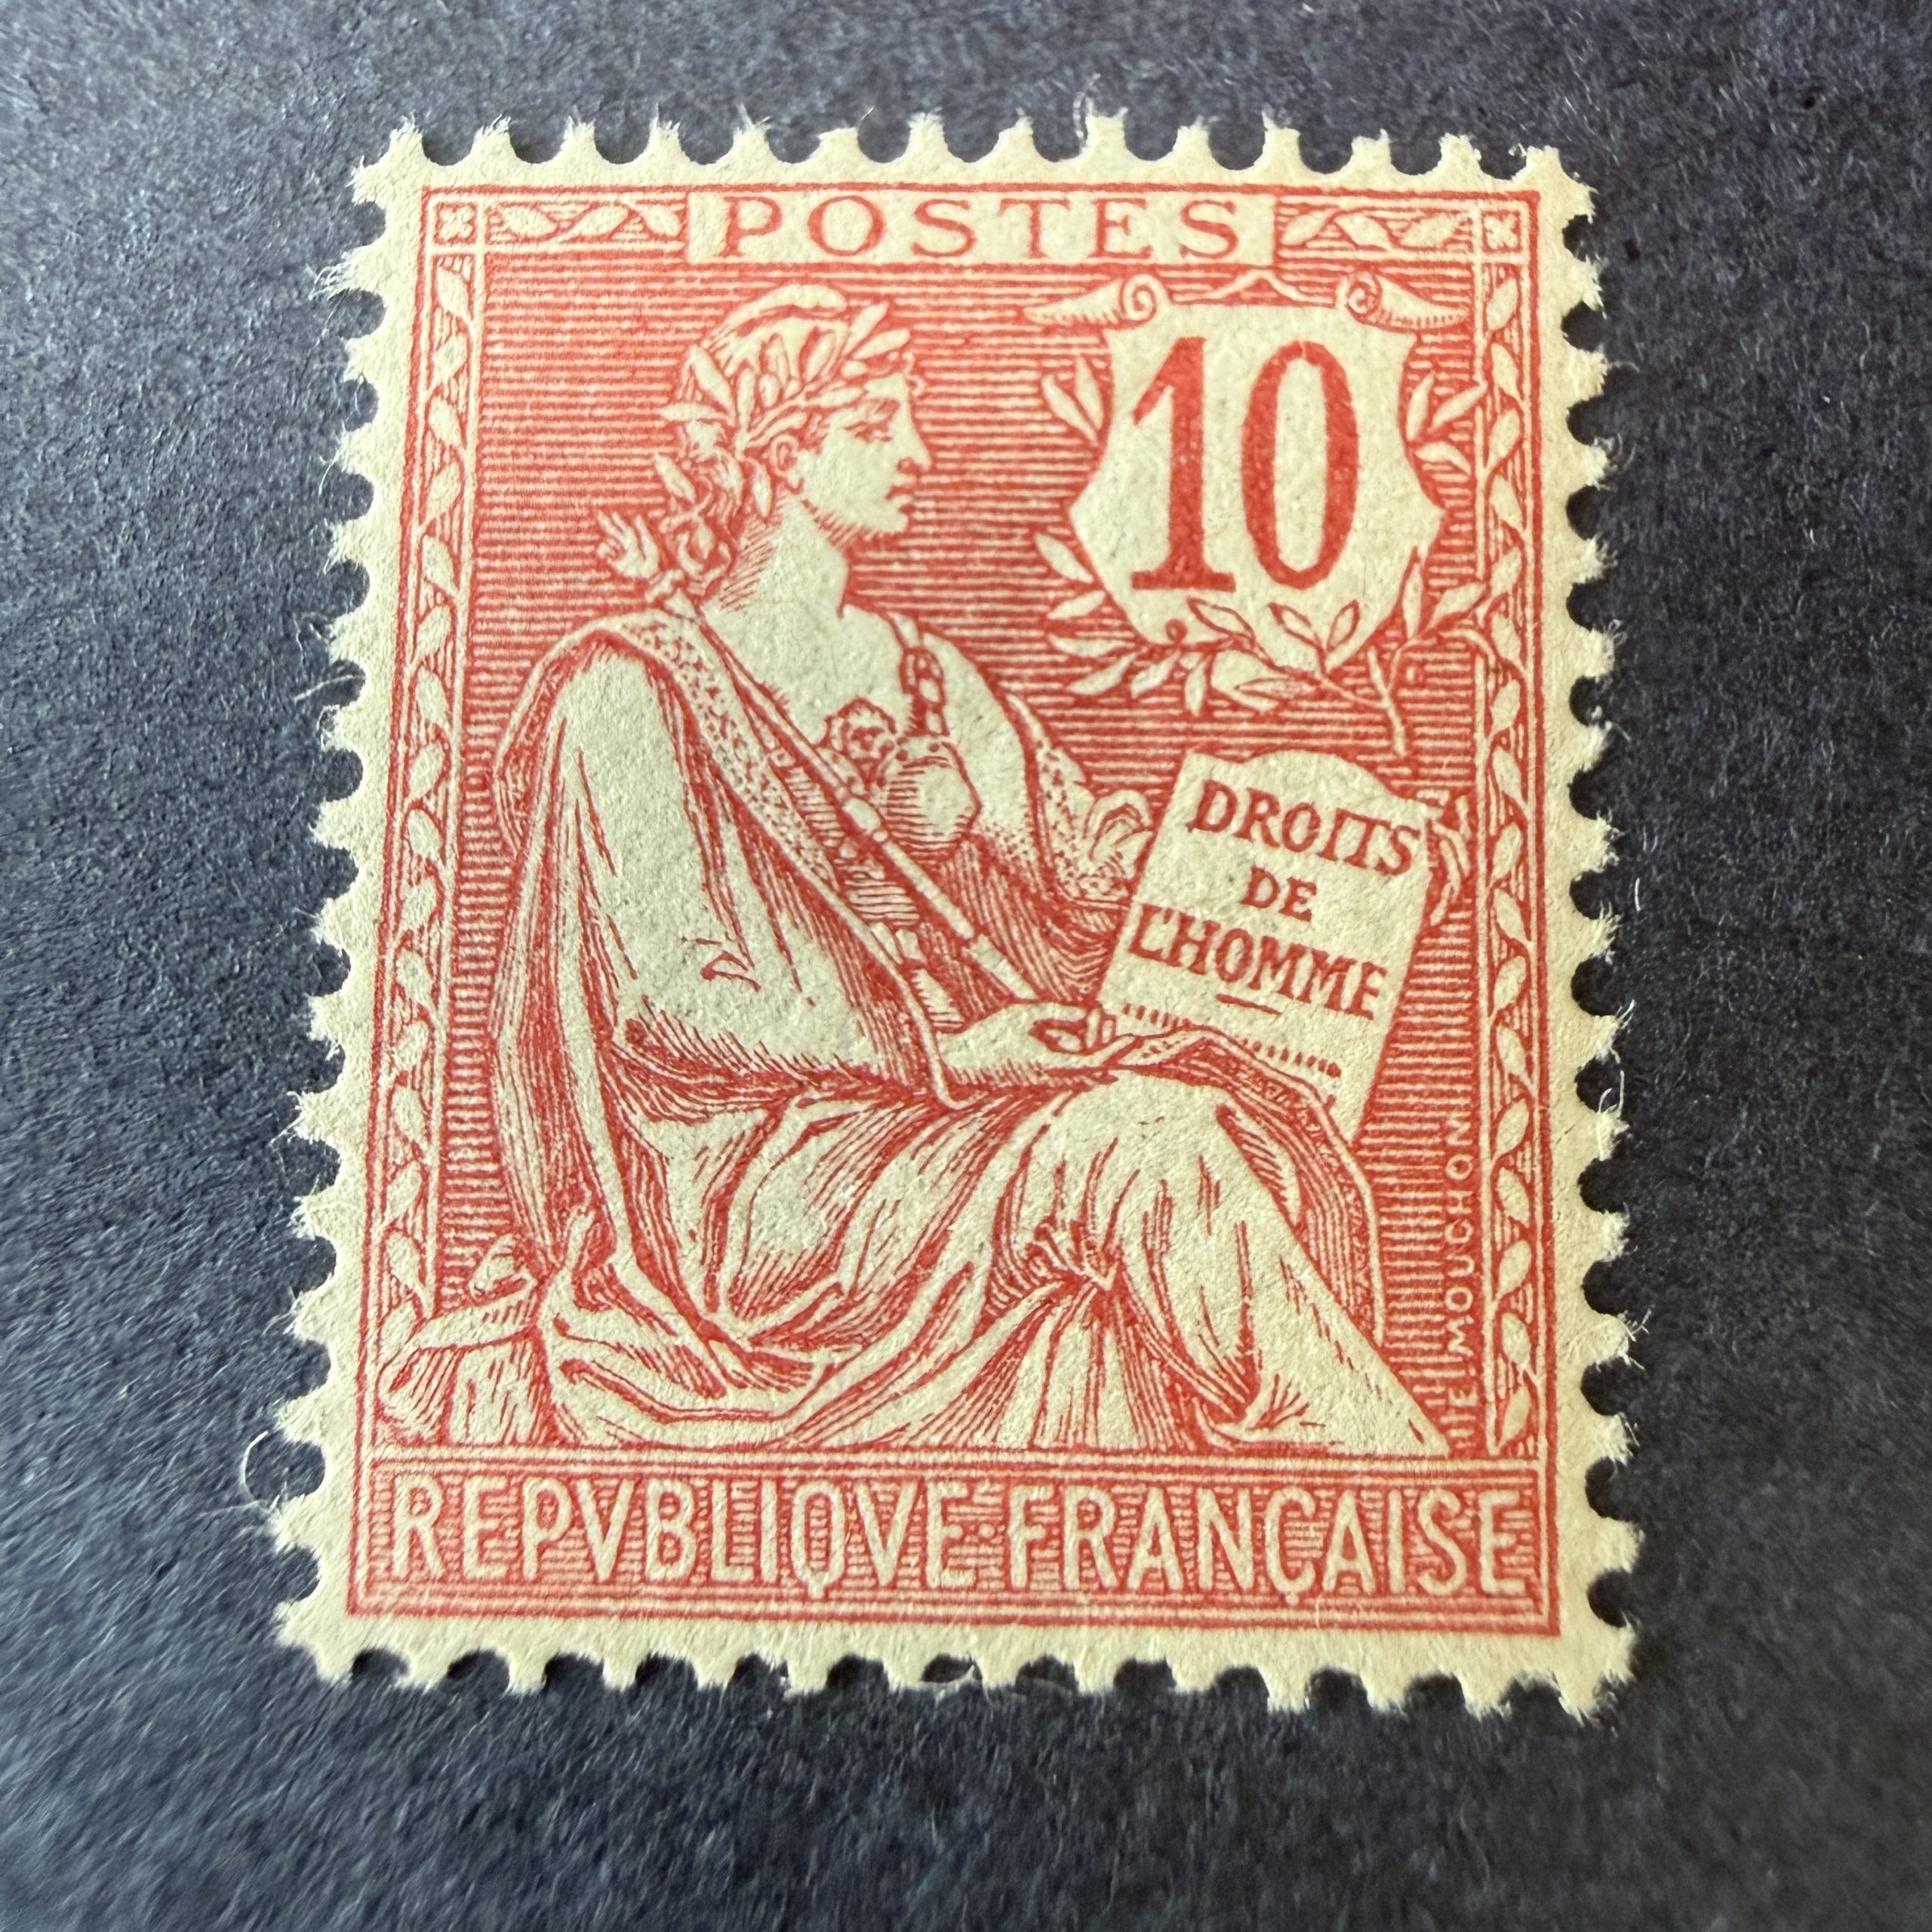 POSTES
10
DROITS
DE
L'HOMME
E MOUCHON
REPVBLIQVE FRANÇAISE